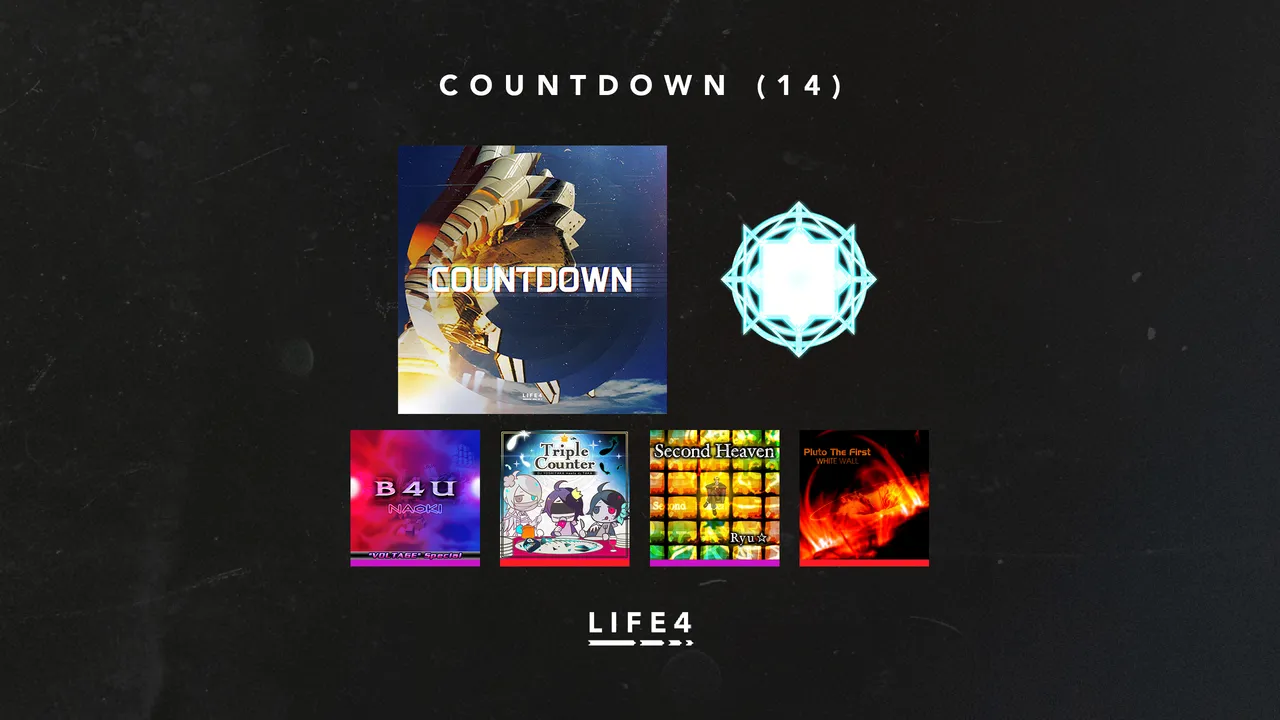 COUNTDOWN (14)
COUNTDOWN
LIFE4
B4U
NAOKI
"VOLTAGE" Special
Triple
Counter
Second Heaven
Second
Ryu☆
Pluto The First
WHITE WALL
LIFE4